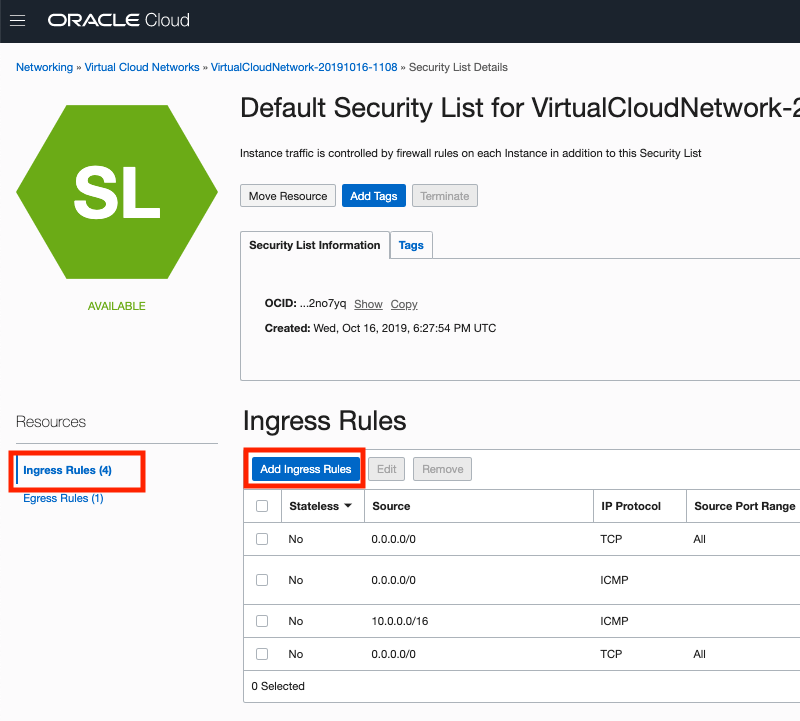 ORACLE Cloud
Networking » Virtual Cloud Networks » VirtualCloudNetwork-20191016-1108 » Security List Details
SL
AVAILABLE
Default Security List for VirtualCloudNetwork-2
Instance traffic is controlled by firewall rules on each Instance in addition to this Security List
Move Resource Add Tags Terminate
Security List Information Tags
OCID: ...2no7yq Show Copy
Created: Wed, Oct 16, 2019, 6:27:54 PM UTC
Resources
Ingress Rules (4)
Egress Rules (1)
Ingress Rules
Add Ingress Rules Edit Remove
Stateless Source IP Protocol Source Port Range
No 0.0.0.0/0 TCP All
No 0.0.0.0/0 ICMP
No 10.0.0.0/16 ICMP
No 0.0.0.0/0 TCP All
0 Selected